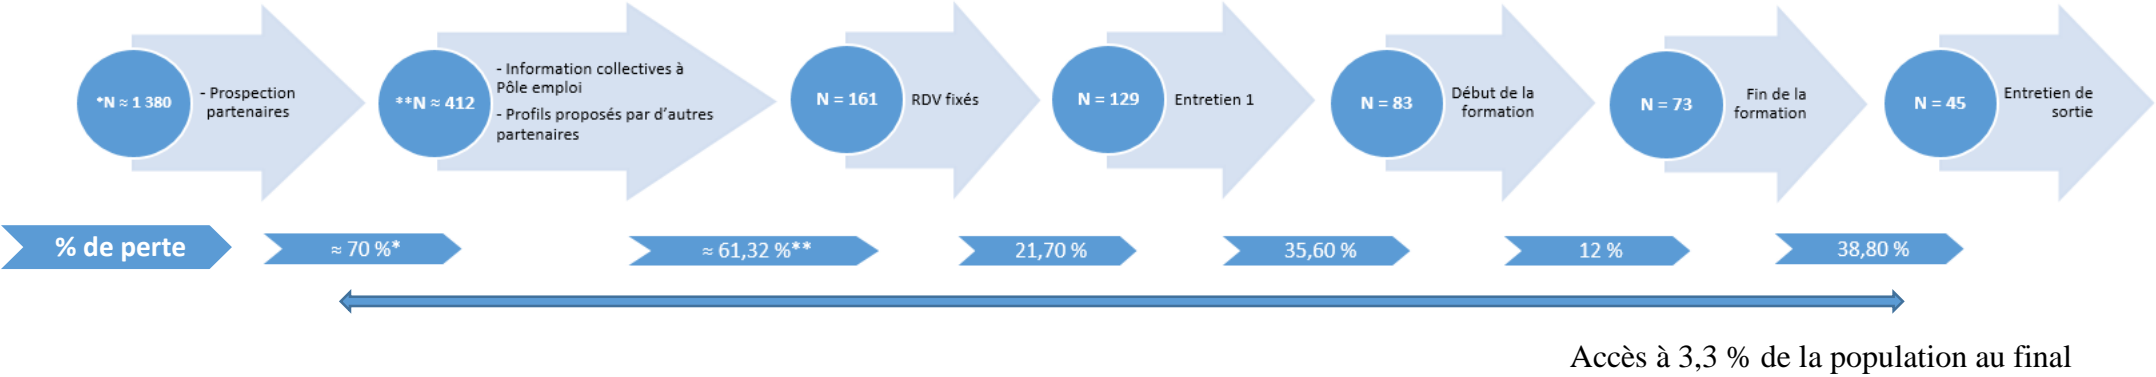 *N ≈ 1 380
- Prospection
partenaires
**N ≈ 412
- Information collectives à
Pôle emploi
- Profils proposés par d’autres
partenaires
N = 161
RDV fixés
N = 129
Entretien 1
N = 83
Début de la
formation
N = 73
Fin de la
formation
N = 45
Entretien de
sortie
% de perte
≈ 70 %*
≈ 61,32 %**
21,70 %
35,60 %
12 %
38,80 %
Accès à 3,3 % de la population au final